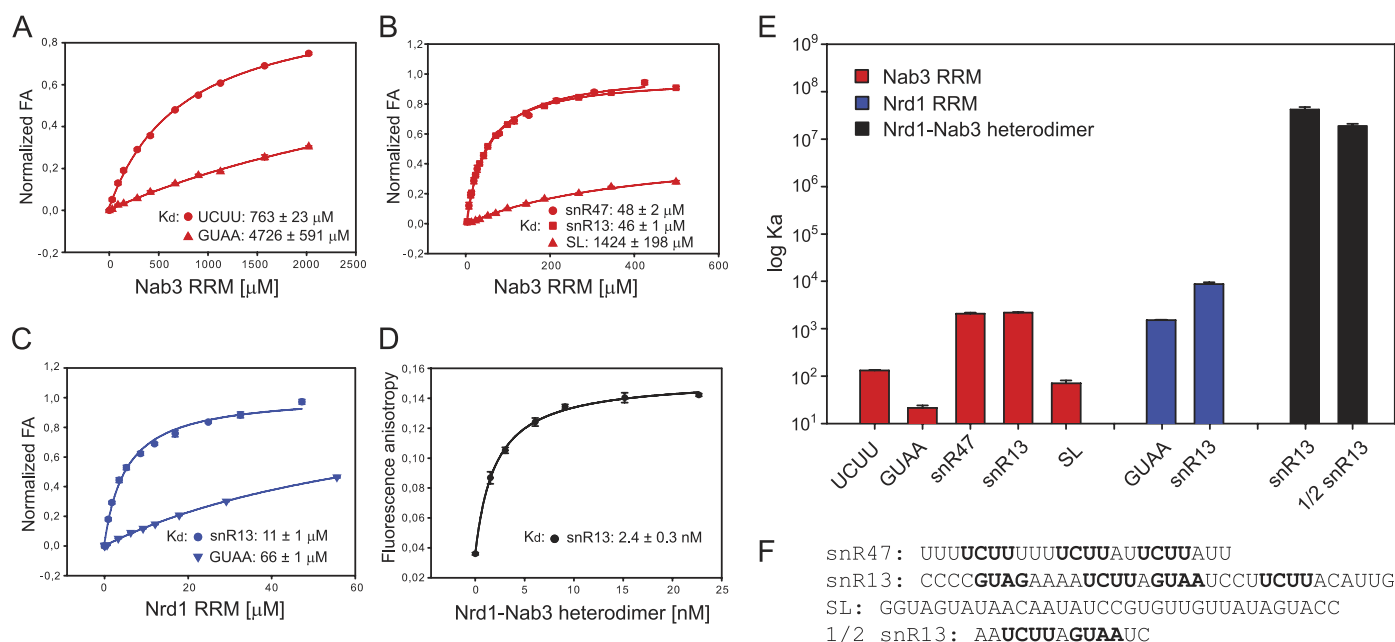 A
Normalized FA
0,8
0,6
0,4
0,2
0,0
-0,2
Kd: UCUU: 763 ± 23 μM
GUAA: 4726 ± 591 μM
0 500 1000 1500 2000 2500
Nab3 RRM [μM]
B
Normalized FA
1,2
1,0
0,8
0,6
0,4
0,2
0,0
-0,2
snR47: 48 ± 2 μM
Kd: snR13: 46 ± 1 μM
SL: 1424 ± 198 μM
0 200 400 600
Nab3 RRM [μM]
C
Normalized FA
1,2
1,0
0,8
0,6
0,4
0,2
0,0
-0,2
Kd: snR13: 11 ± 1 μM
GUAA: 66 ± 1 μM
0 20 40 60
Nrd1 RRM [μM]
D
Fluorescence anisotropy
0,16
0,14
0,12
0,10
0,08
0,06
0,04
0,02
Kd: snR13: 2.4 ± 0.3 nM
0 5 10 15 20 25
Nrd1-Nab3 heterodimer [nM]
E
log Ka
10⁹
10⁸
10⁷
10⁶
10⁵
10⁴
10³
10²
10¹
Nab3 RRM
Nrd1 RRM
Nrd1-Nab3 heterodimer
UCUU GUAA snR47 snR13 SL GUAA snR13 snR13 1/2 snR13
F
snR47: UUUUCUUUUUUCUUAUUCUUAUU
snR13: CCCCGUAGAAAAUCUUAGUAAUCCUUCUUACAUUG
SL: GGUAGUAUAACAAUAUCCGUGUUGUUAUAGUACC
1/2 snR13: AAUCUUAGUAAUC